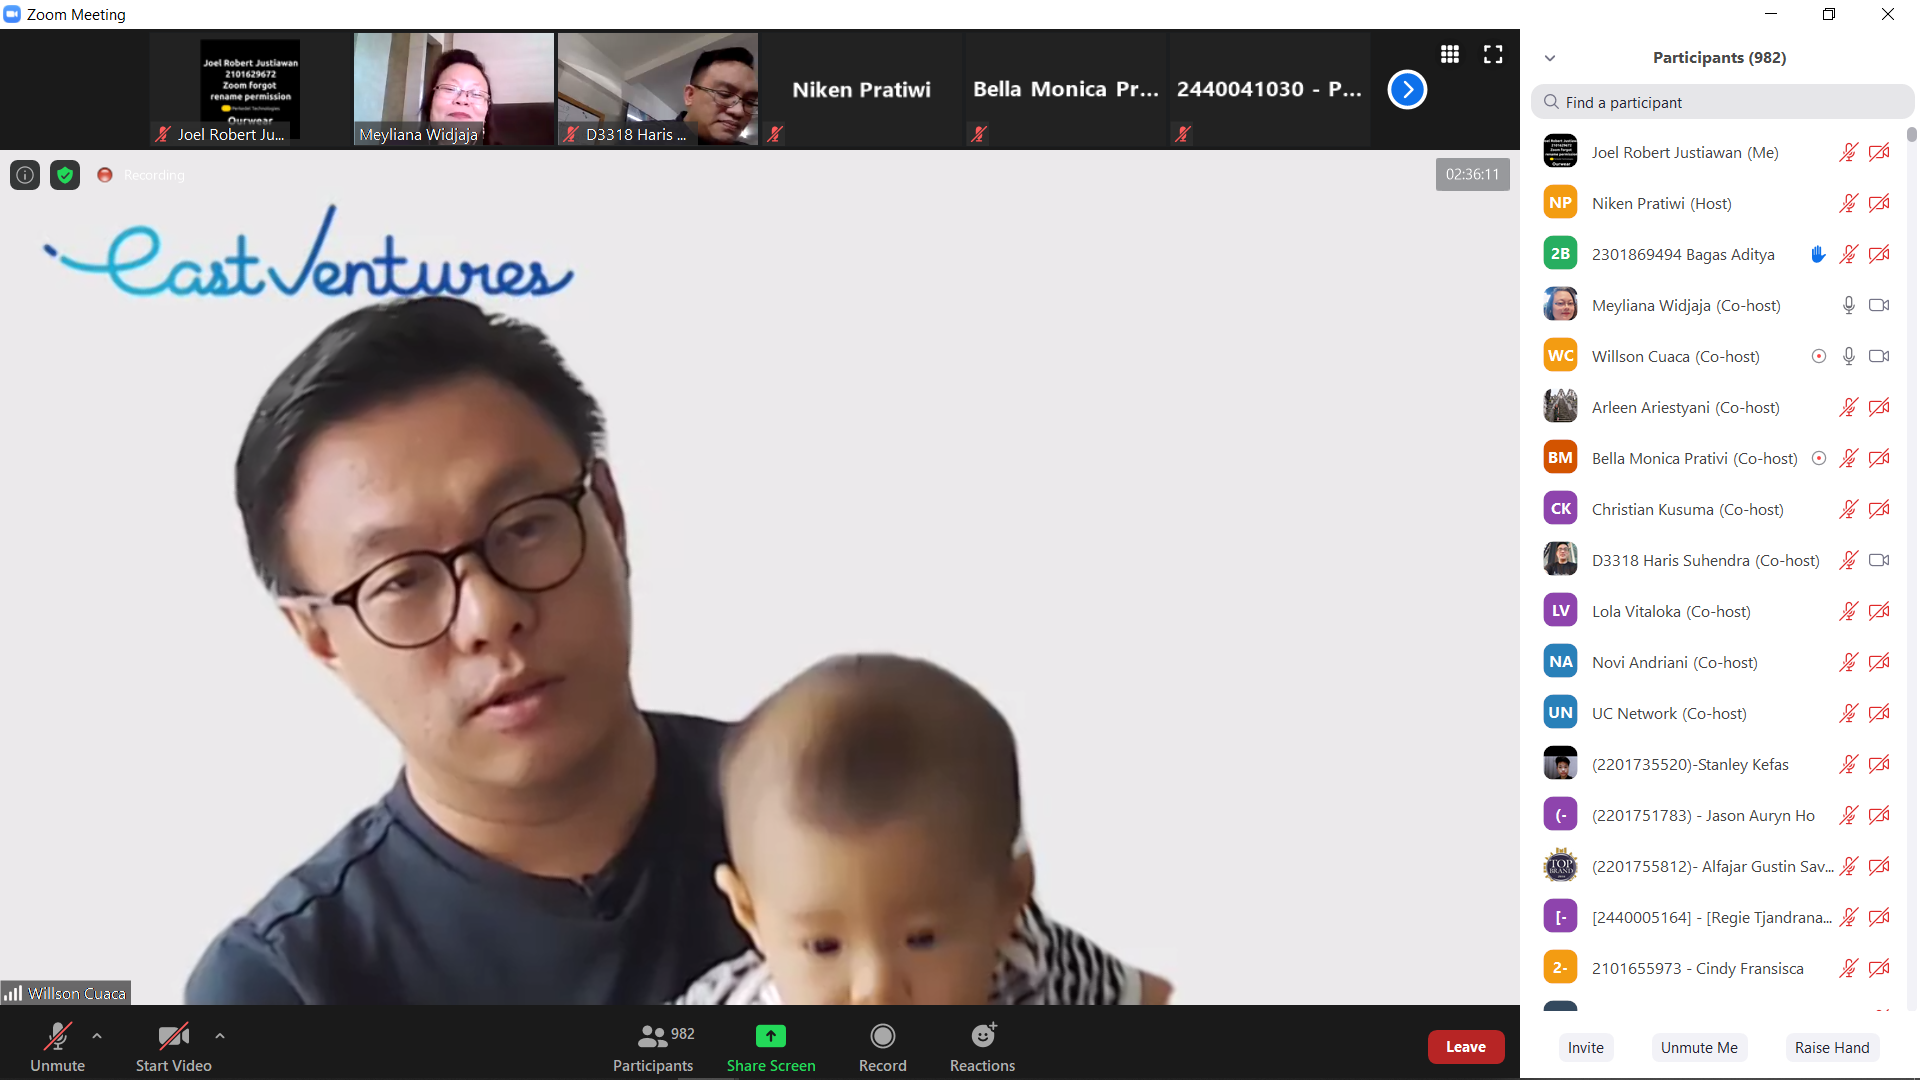 Zoom Meeting
Joel Robert Justiawan
2101629672
Zoom forgot
rename permission
Ourwear
Joel Robert Ju...
Meyliana Widjaja
D3318 Haris ...
Niken Pratiwi
Bella Monica Pr...
2440041030 - P...
Recording
02:36:11
East Ventures
Willson Cuaca
Participants (982)
Find a participant
Joel Robert Justiawan (Me)
NP Niken Pratiwi (Host)
2B 2301869494 Bagas Aditya
Meyliana Widjaja (Co-host)
WC Willson Cuaca (Co-host)
Arleen Ariestyani (Co-host)
BM Bella Monica Prativi (Co-host)
CK Christian Kusuma (Co-host)
D3318 Haris Suhendra (Co-host)
LV Lola Vitaloka (Co-host)
NA Novi Andriani (Co-host)
UN UC Network (Co-host)
(2201735520)-Stanley Kefas
(- (2201751783) - Jason Auryn Ho
TOP BRAND (2201755812)- Alfajar Gustin Sav...
[- [2440005164] - [Regie Tjandrana...
2- 2101655973 - Cindy Fransisca
Unmute
Start Video
982
Participants
Share Screen
Record
Reactions
Leave
Invite
Unmute Me
Raise Hand